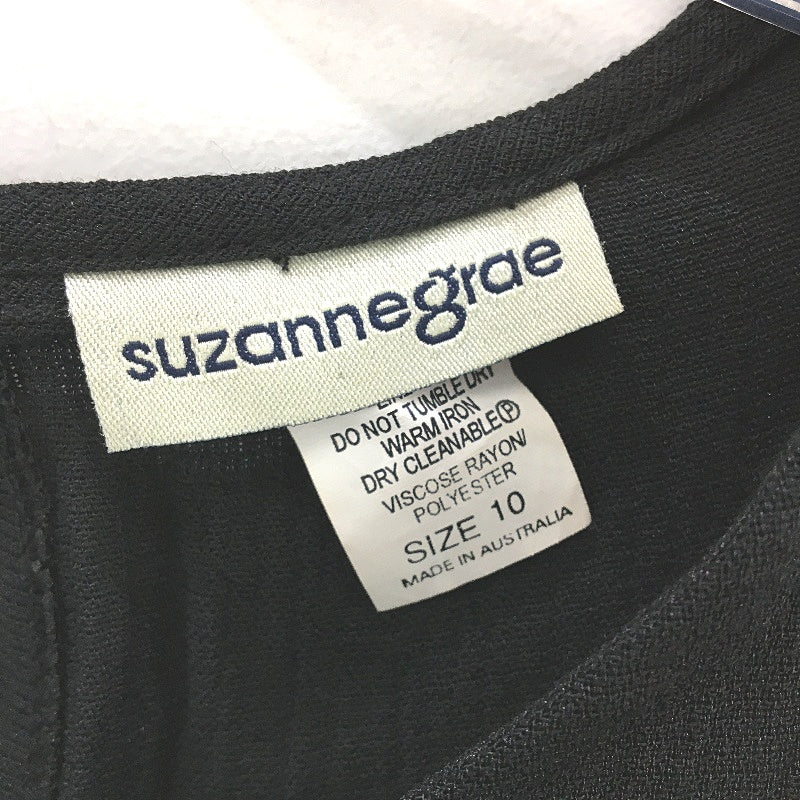 suzannegrae
DO NOT TUMBLE DRY
WARM IRON
DRY CLEANABLE Ⓟ
VISCOSE RAYON/
POLYESTER
SIZE 10
MADE IN AUSTRALIA